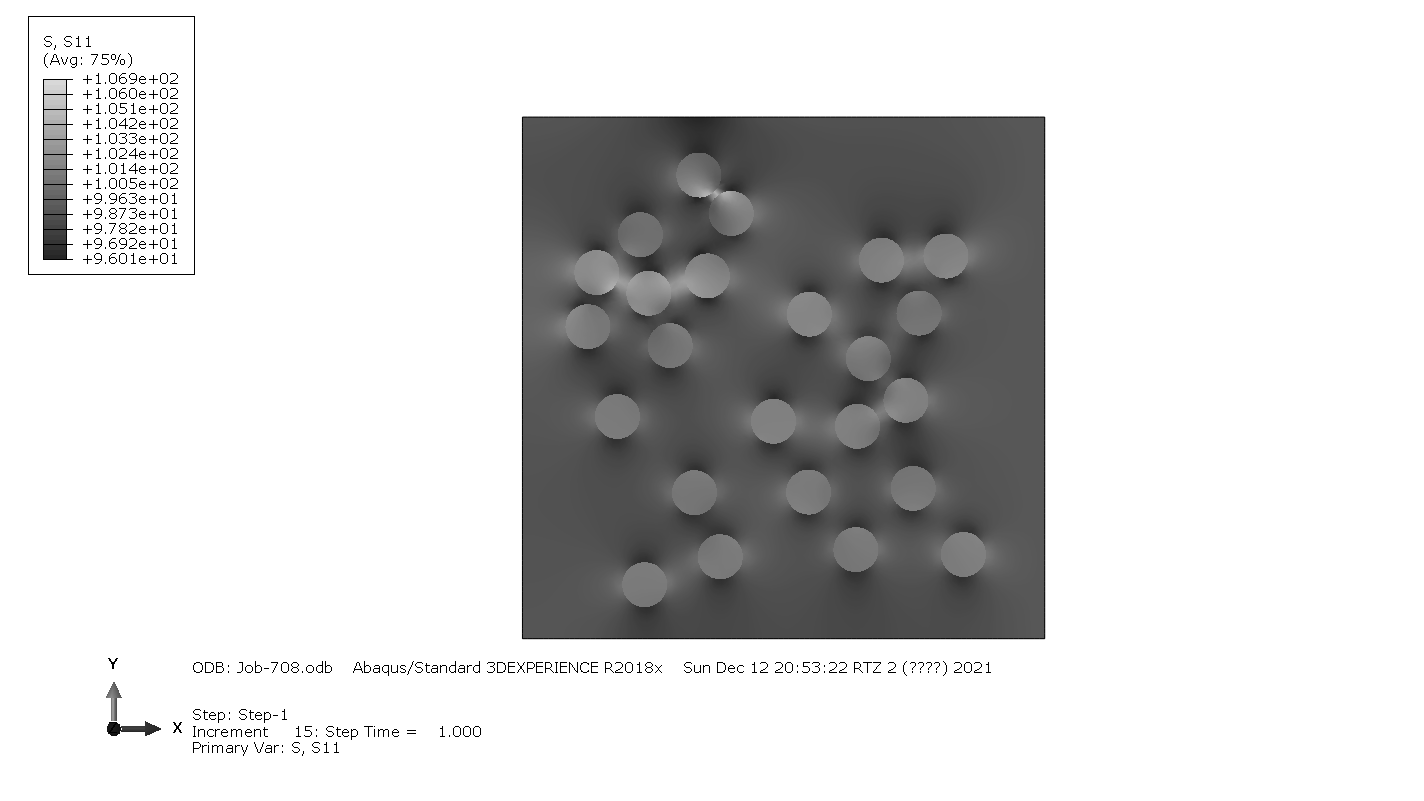 S, S11
(Avg: 75%)
+1.069e+02
+1.060e+02
+1.051e+02
+1.042e+02
+1.033e+02
+1.024e+02
+1.014e+02
+1.005e+02
+9.963e+01
+9.873e+01
+9.782e+01
+9.692e+01
+9.601e+01
Y
X
ODB: Job-708.odb Abaqus/Standard 3DEXPERIENCE R2018x Sun Dec 12 20:53:22 RTZ 2 (????) 2021
Step: Step-1
Increment 15: Step Time = 1.000
Primary Var: S, S11